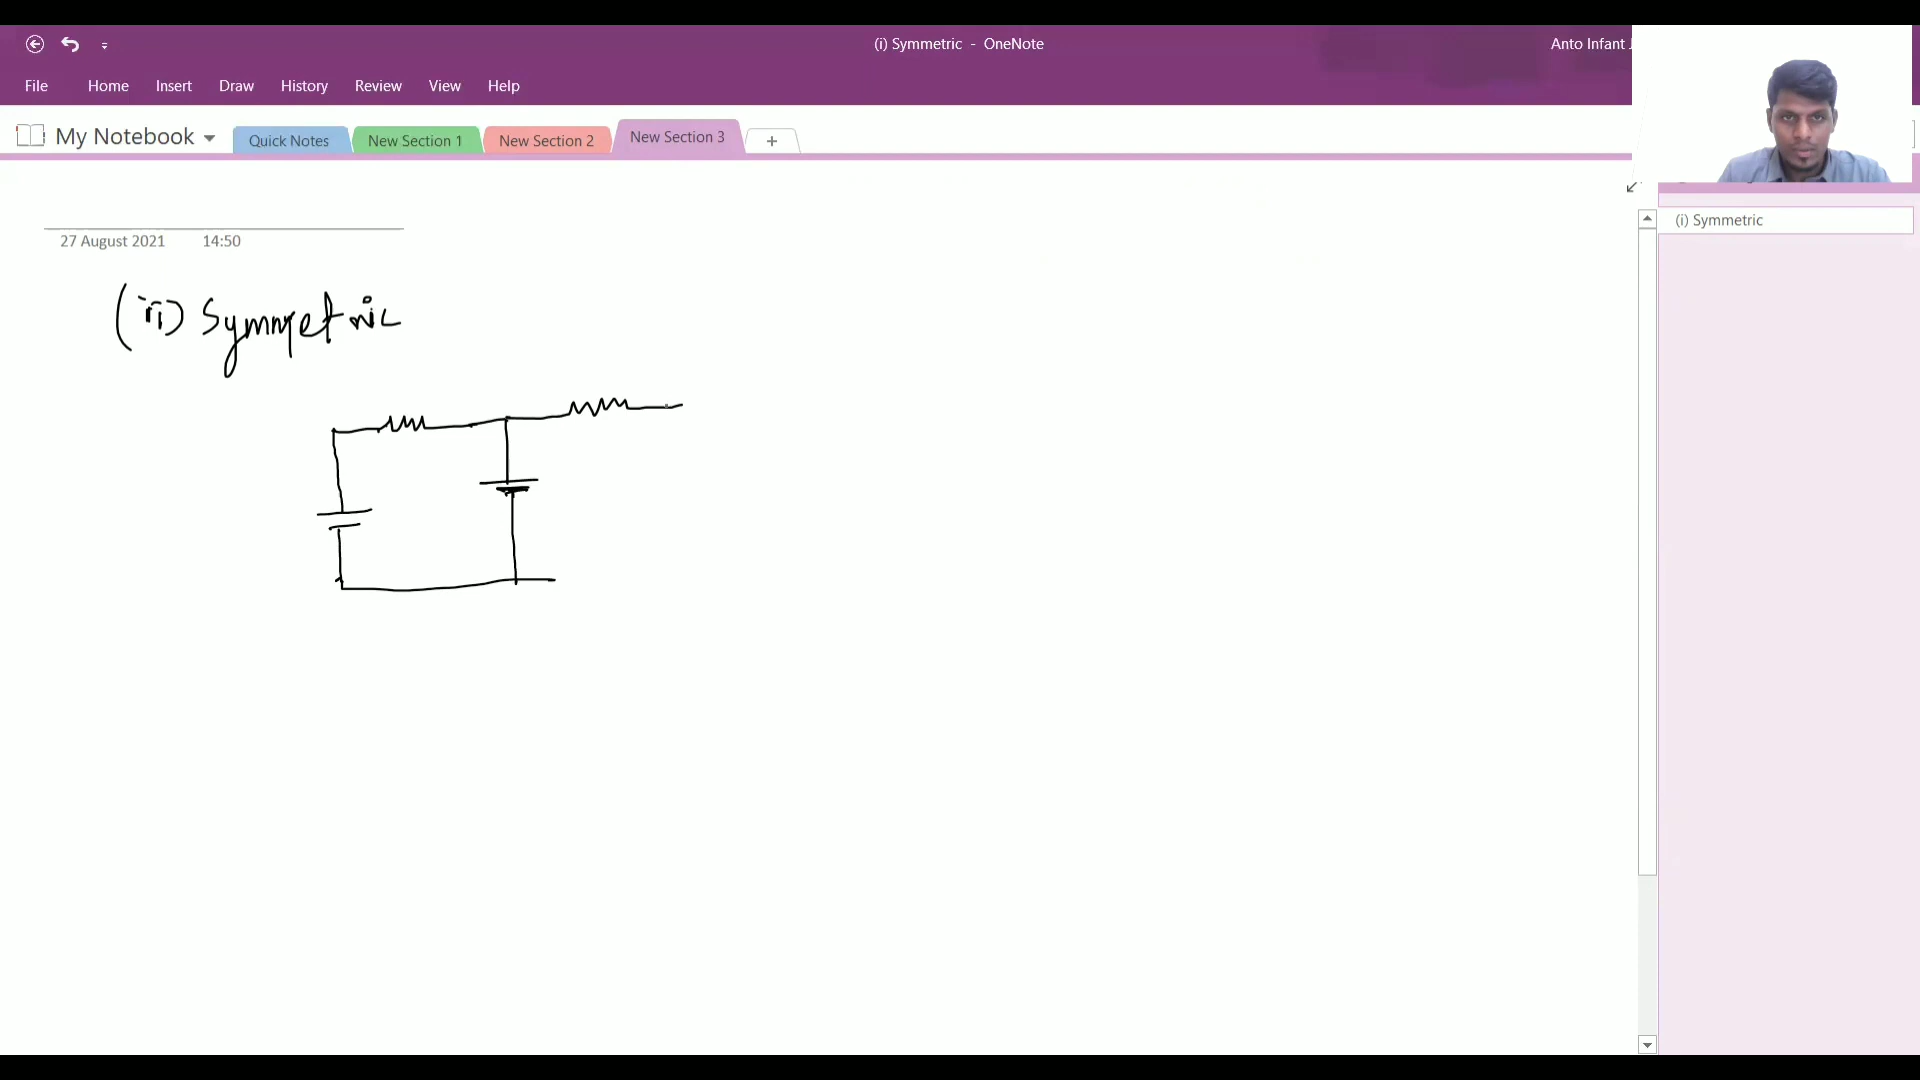 (i) Symmetric - OneNote
Anto Infant J
File Home Insert Draw History Review View Help
My Notebook Quick Notes New Section 1 New Section 2 New Section 3 +
(i) Symmetric
27 August 2021 14:50
(ii) Symmetric